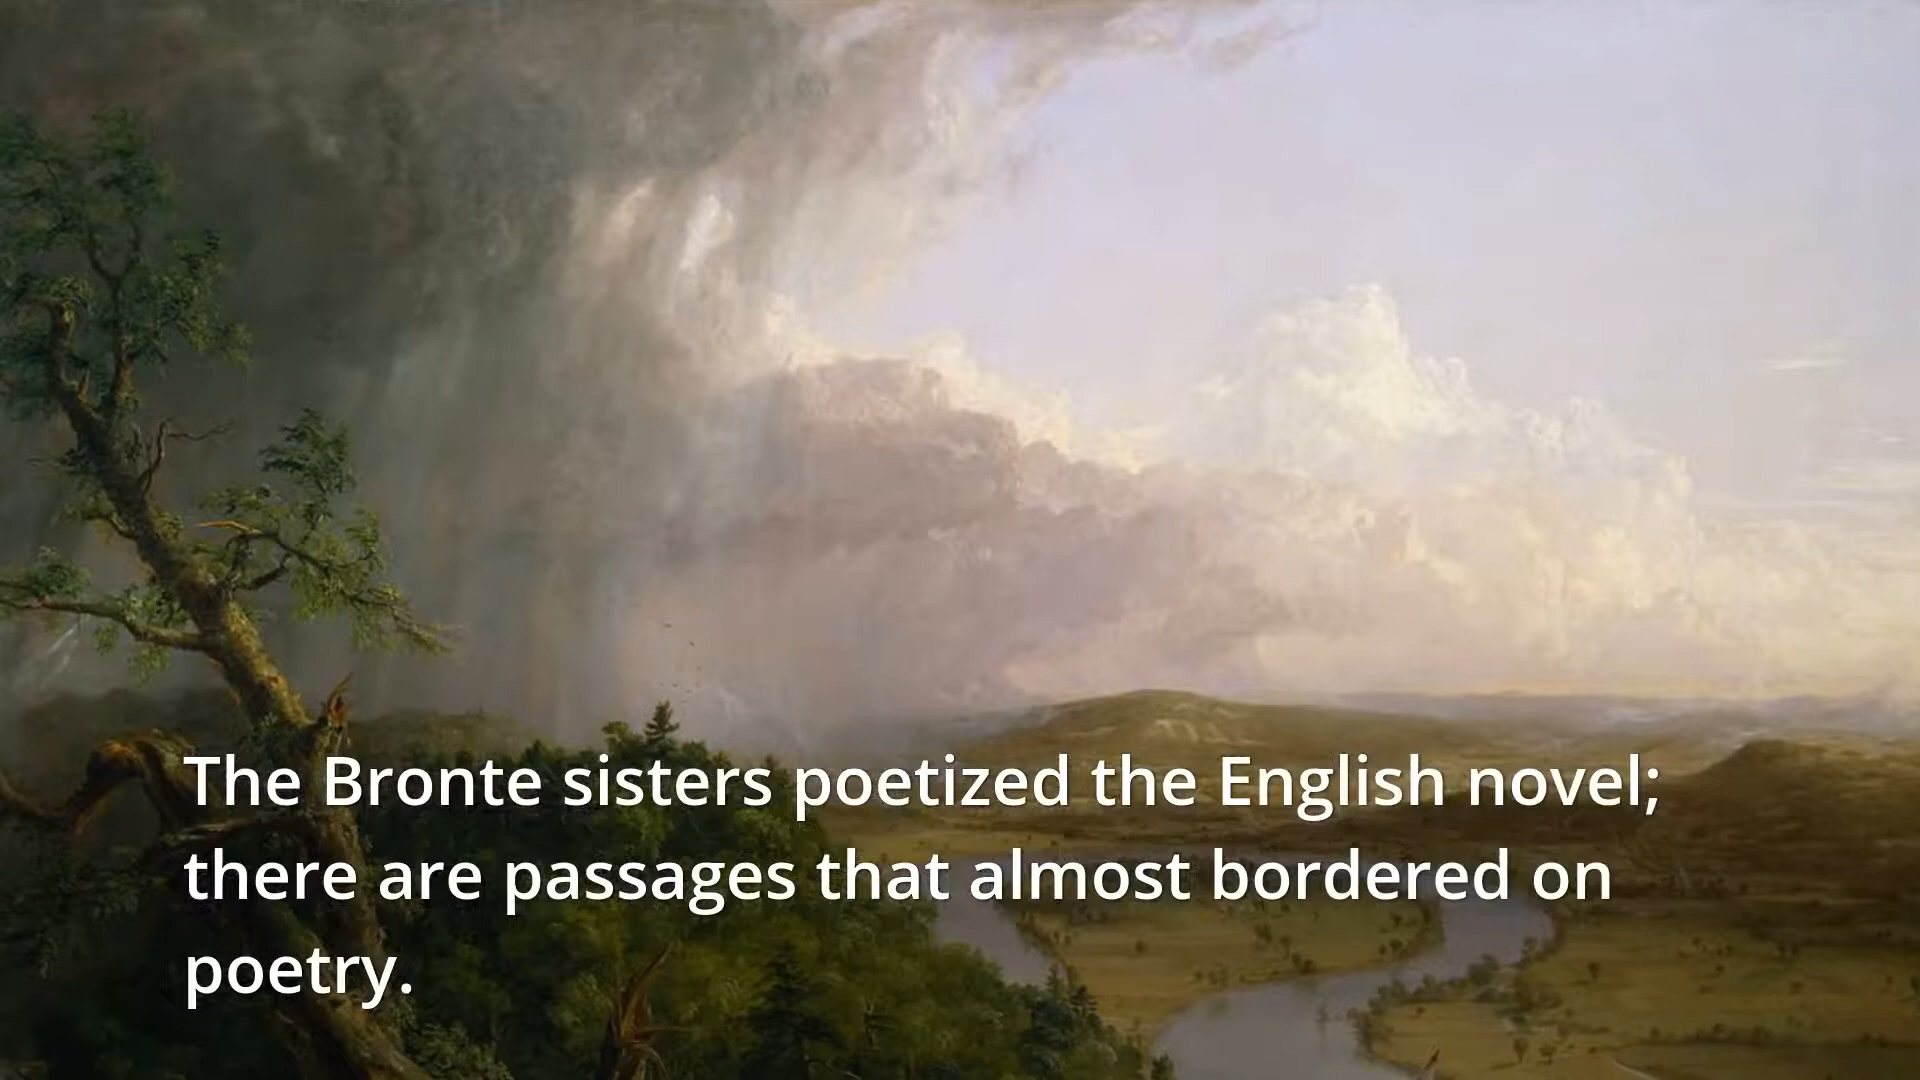 The Bronte sisters poetized the English novel;
there are passages that almost bordered on
poetry.